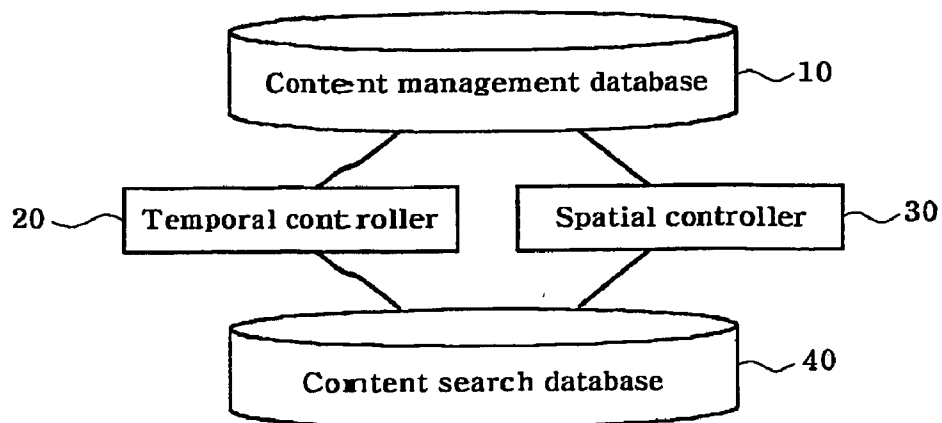 Content management database
10
20
Temporal controller
Spatial controller
30
Content search database
40